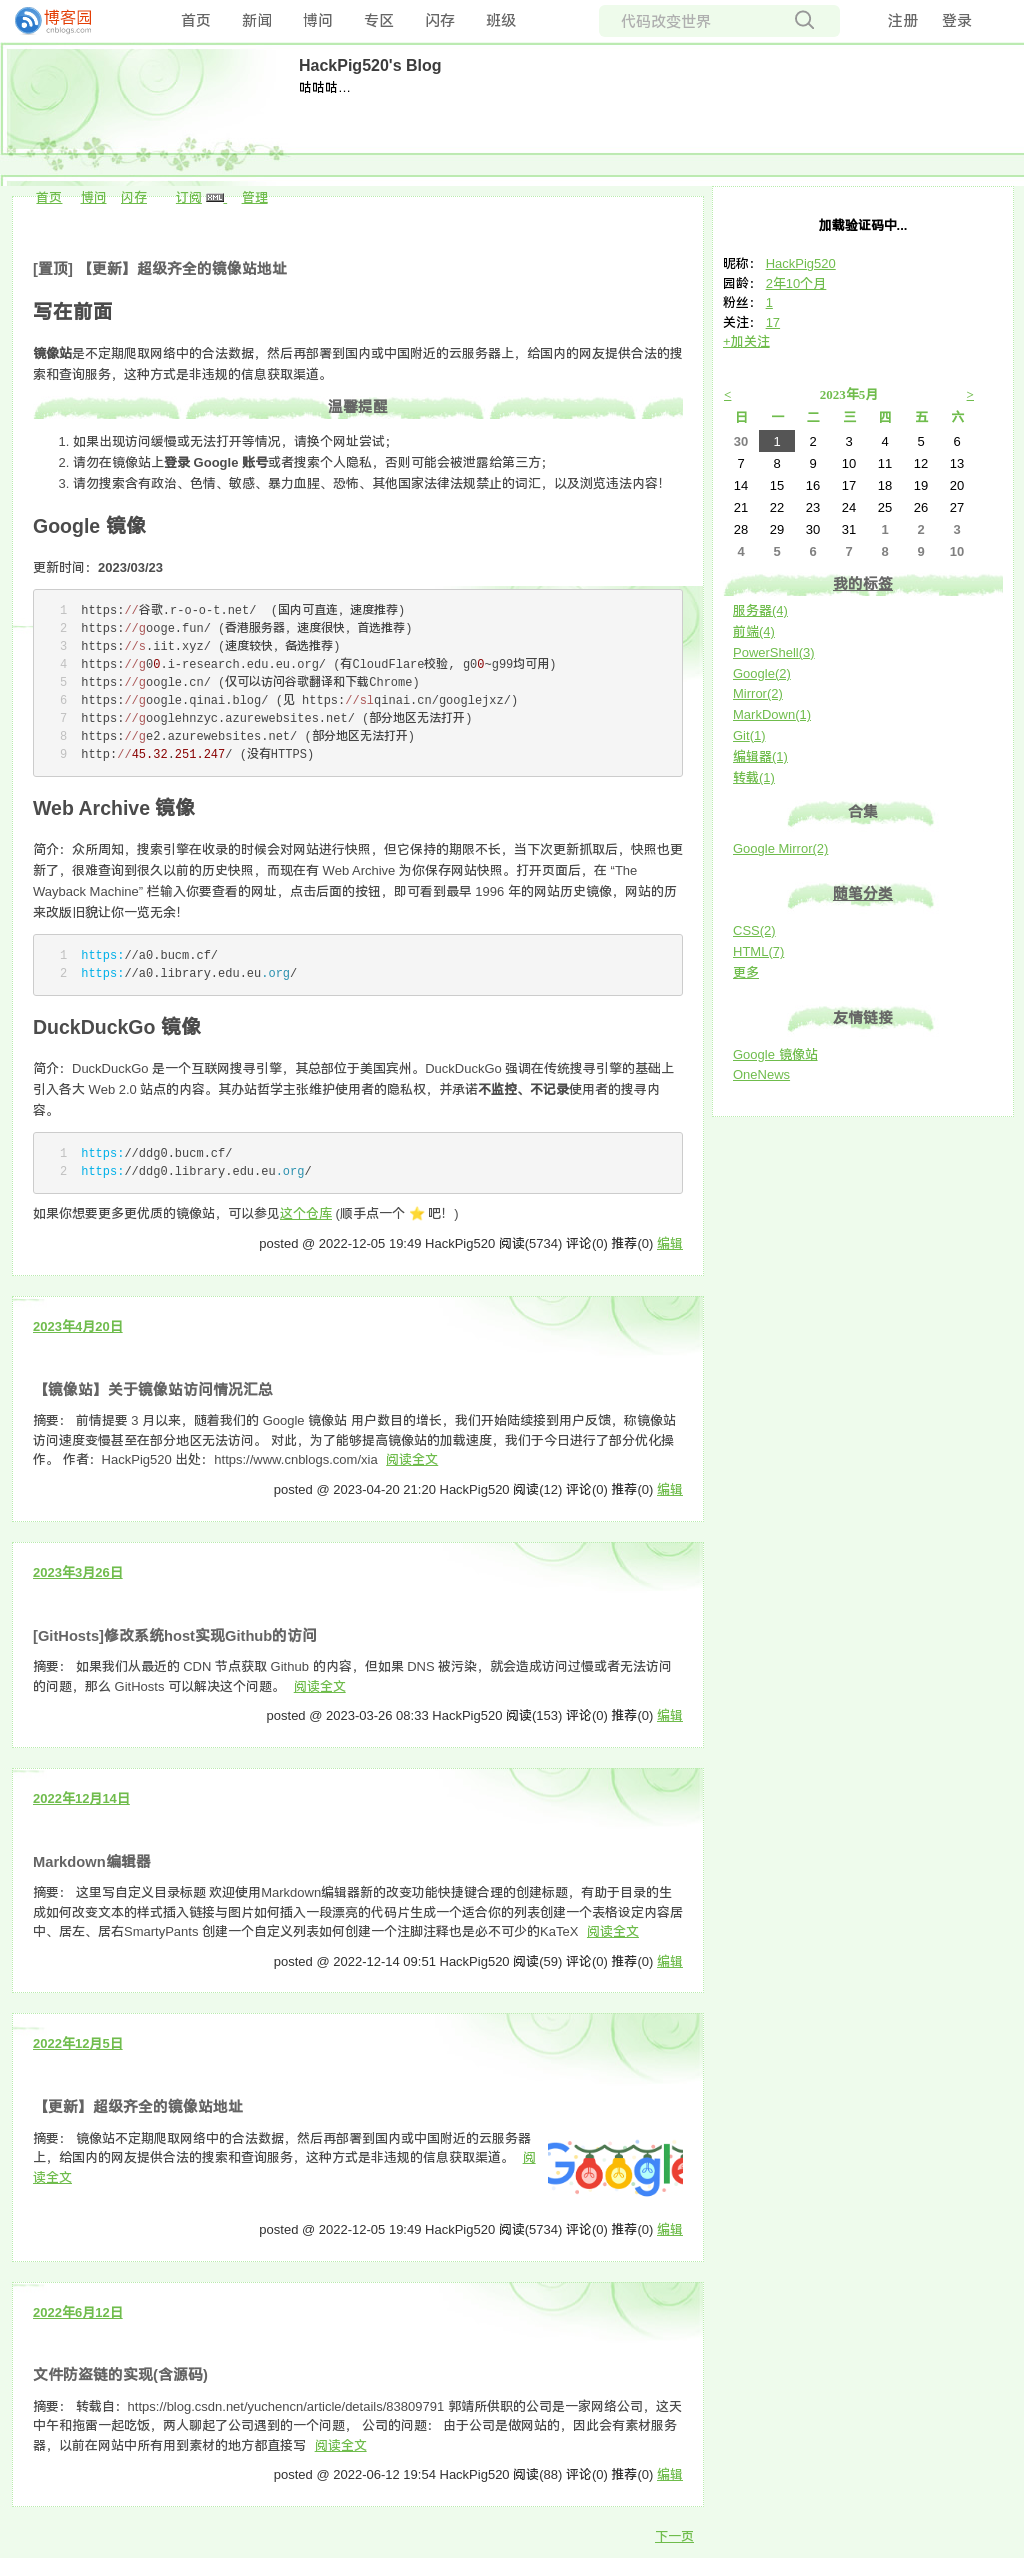 博客园
cnblogs.com
首页 新闻 博问 专区 闪存 班级 代码改变世界 注册 登录
HackPig520's Blog
咕咕咕...
首页 博问 闪存 订阅 XML 管理
[置顶] 【更新】超级齐全的镜像站地址
写在前面
镜像站是不定期爬取网络中的合法数据，然后再部署到国内或中国附近的云服务器上，给国内的网友提供合法的搜
索和查询服务，这种方式是非违规的信息获取渠道。
温馨提醒
1. 如果出现访问缓慢或无法打开等情况，请换个网址尝试；
2. 请勿在镜像站上登录 Google 账号或者搜索个人隐私，否则可能会被泄露给第三方；
3. 请勿搜索含有政治、色情、敏感、暴力血腥、恐怖、其他国家法律法规禁止的词汇，以及浏览违法内容！
Google 镜像
更新时间：2023/03/23
1 https://谷歌.r-o-o-t.net/ （国内可直连，速度推荐）
2 https://googe.fun/（香港服务器，速度很快，首选推荐）
3 https://s.iit.xyz/（速度较快，备选推荐）
4 https://g00.i-research.edu.eu.org/（有CloudFlare校验, g00~g99均可用）
5 https://google.cn/（仅可以访问谷歌翻译和下载Chrome）
6 https://google.qinai.blog/（见 https://slqinai.cn/googlejxz/）
7 https://googlehnzyc.azurewebsites.net/（部分地区无法打开）
8 https://ge2.azurewebsites.net/（部分地区无法打开）
9 http://45.32.251.247/（没有HTTPS）
Web Archive 镜像
简介：众所周知，搜索引擎在收录的时候会对网站进行快照，但它保持的期限不长，当下次更新抓取后，快照也更
新了，很难查询到很久以前的历史快照，而现在有 Web Archive 为你保存网站快照。打开页面后，在 “The
Wayback Machine” 栏输入你要查看的网址，点击后面的按钮，即可看到最早 1996 年的网站历史镜像，网站的历
来改版旧貌让你一览无余！
1 https://a0.bucm.cf/
2 https://a0.library.edu.eu.org/
DuckDuckGo 镜像
简介：DuckDuckGo 是一个互联网搜寻引擎，其总部位于美国宾州。DuckDuckGo 强调在传统搜寻引擎的基础上
引入各大 Web 2.0 站点的内容。其办站哲学主张维护使用者的隐私权，并承诺不监控、不记录使用者的搜寻内
容。
1 https://ddg0.bucm.cf/
2 https://ddg0.library.edu.eu.org/
如果你想要更多更优质的镜像站，可以参见这个仓库 (顺手点一个 ⭐ 吧！)
posted @ 2022-12-05 19:49 HackPig520 阅读(5734) 评论(0) 推荐(0) 编辑
2023年4月20日
【镜像站】关于镜像站访问情况汇总
摘要： 前情提要 3 月以来，随着我们的 Google 镜像站 用户数目的增长，我们开始陆续接到用户反馈，称镜像站
访问速度变慢甚至在部分地区无法访问。 对此，为了能够提高镜像站的加载速度，我们于今日进行了部分优化操
作。 作者：HackPig520 出处：https://www.cnblogs.com/xia 阅读全文
posted @ 2023-04-20 21:20 HackPig520 阅读(12) 评论(0) 推荐(0) 编辑
2023年3月26日
[GitHosts]修改系统host实现Github的访问
摘要： 如果我们从最近的 CDN 节点获取 Github 的内容，但如果 DNS 被污染，就会造成访问过慢或者无法访问
的问题，那么 GitHosts 可以解决这个问题。 阅读全文
posted @ 2023-03-26 08:33 HackPig520 阅读(153) 评论(0) 推荐(0) 编辑
2022年12月14日
Markdown编辑器
摘要： 这里写自定义目录标题 欢迎使用Markdown编辑器新的改变功能快捷键合理的创建标题，有助于目录的生
成如何改变文本的样式插入链接与图片如何插入一段漂亮的代码片生成一个适合你的列表创建一个表格设定内容居
中、居左、居右SmartyPants 创建一个自定义列表如何创建一个注脚注释也是必不可少的KaTeX 阅读全文
posted @ 2022-12-14 09:51 HackPig520 阅读(59) 评论(0) 推荐(0) 编辑
2022年12月5日
【更新】超级齐全的镜像站地址
摘要： 镜像站不定期爬取网络中的合法数据，然后再部署到国内或中国附近的云服务器
上，给国内的网友提供合法的搜索和查询服务，这种方式是非违规的信息获取渠道。 阅
读全文
Google
posted @ 2022-12-05 19:49 HackPig520 阅读(5734) 评论(0) 推荐(0) 编辑
2022年6月12日
文件防盗链的实现(含源码)
摘要： 转载自：https://blog.csdn.net/yuchencn/article/details/83809791 郭靖所供职的公司是一家网络公司，这天
中午和拖雷一起吃饭，两人聊起了公司遇到的一个问题， 公司的问题： 由于公司是做网站的，因此会有素材服务
器，以前在网站中所有用到素材的地方都直接写 阅读全文
posted @ 2022-06-12 19:54 HackPig520 阅读(88) 评论(0) 推荐(0) 编辑
下一页
加载验证码中...
昵称： HackPig520
园龄： 2年10个月
粉丝： 1
关注： 17
+加关注
< 2023年5月 >
日 一 二 三 四 五 六
30 1 2 3 4 5 6
7 8 9 10 11 12 13
14 15 16 17 18 19 20
21 22 23 24 25 26 27
28 29 30 31 1 2 3
4 5 6 7 8 9 10
我的标签
服务器(4)
前端(4)
PowerShell(3)
Google(2)
Mirror(2)
MarkDown(1)
Git(1)
编辑器(1)
转载(1)
合集
Google Mirror(2)
随笔分类
CSS(2)
HTML(7)
更多
友情链接
Google 镜像站
OneNews